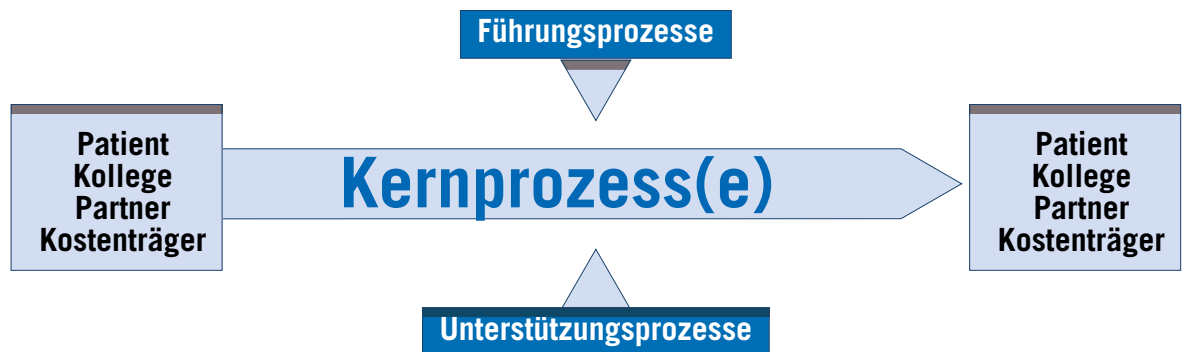 Führungsprozesse
Patient
Kollege
Partner
Kostenträger
Kernprozess(e)
Patient
Kollege
Partner
Kostenträger
Unterstützungsprozesse